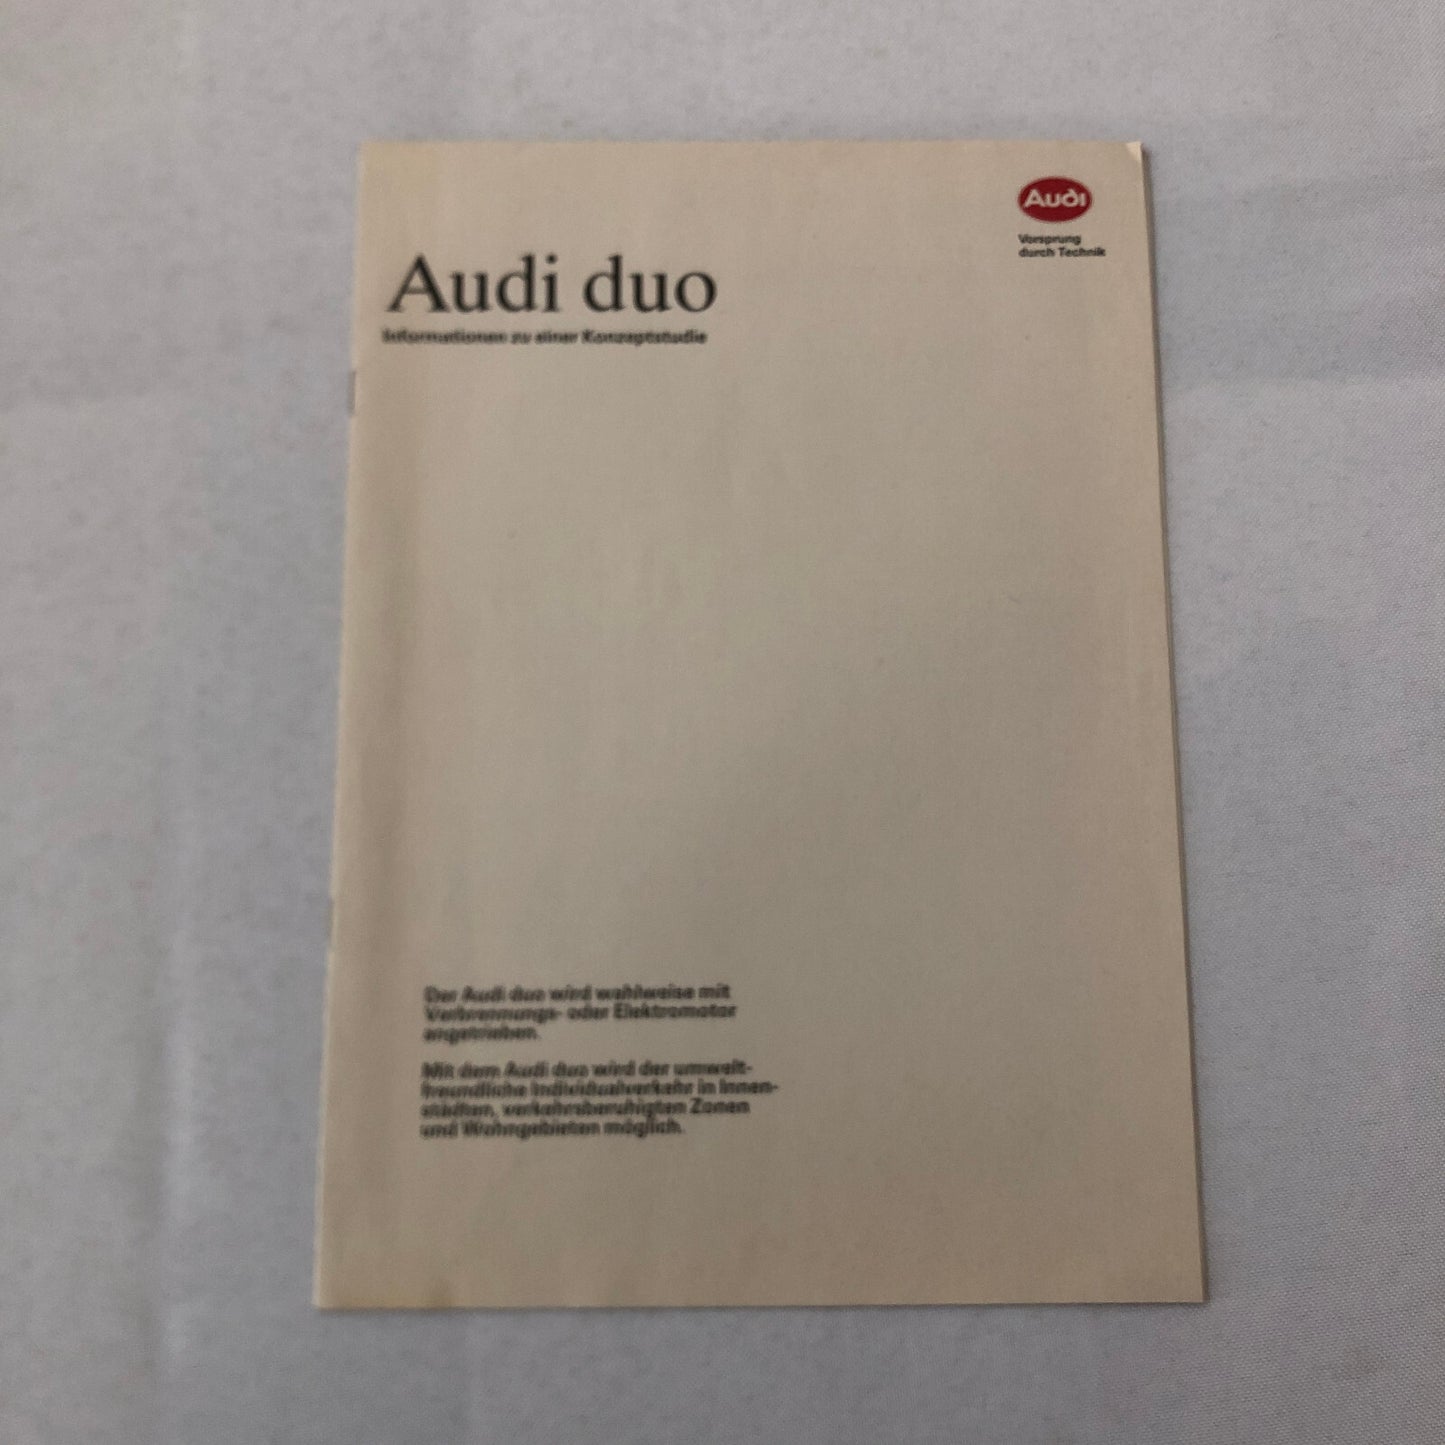 Audi
Vorsprung
durch Technik
Audi duo
Informationen zu einer Konzeptstudie
Der Audi duo wird wahlweise mit
Verbrennungs- oder Elektromotor
angetrieben.
Mit dem Audi duo wird der umwelt-
freundliche Individualverkehr in Innen-
städten, verkehrsberuhigten Zonen
und Wohngebieten möglich.